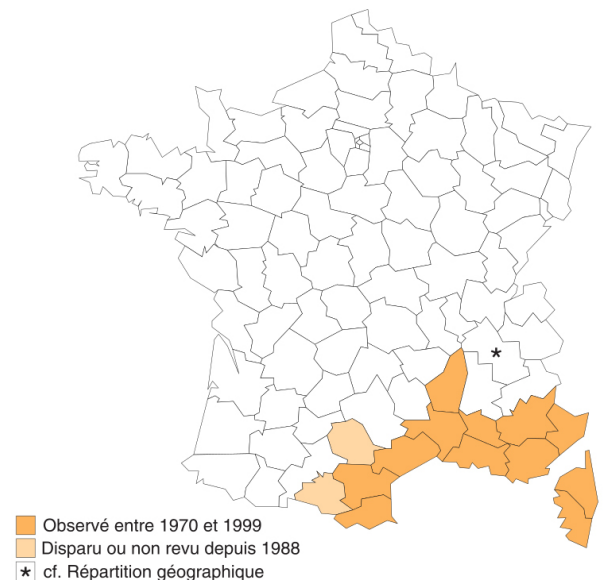 *
Observé entre 1970 et 1999
Disparu ou non revu depuis 1988
* cf. Répartition géographique